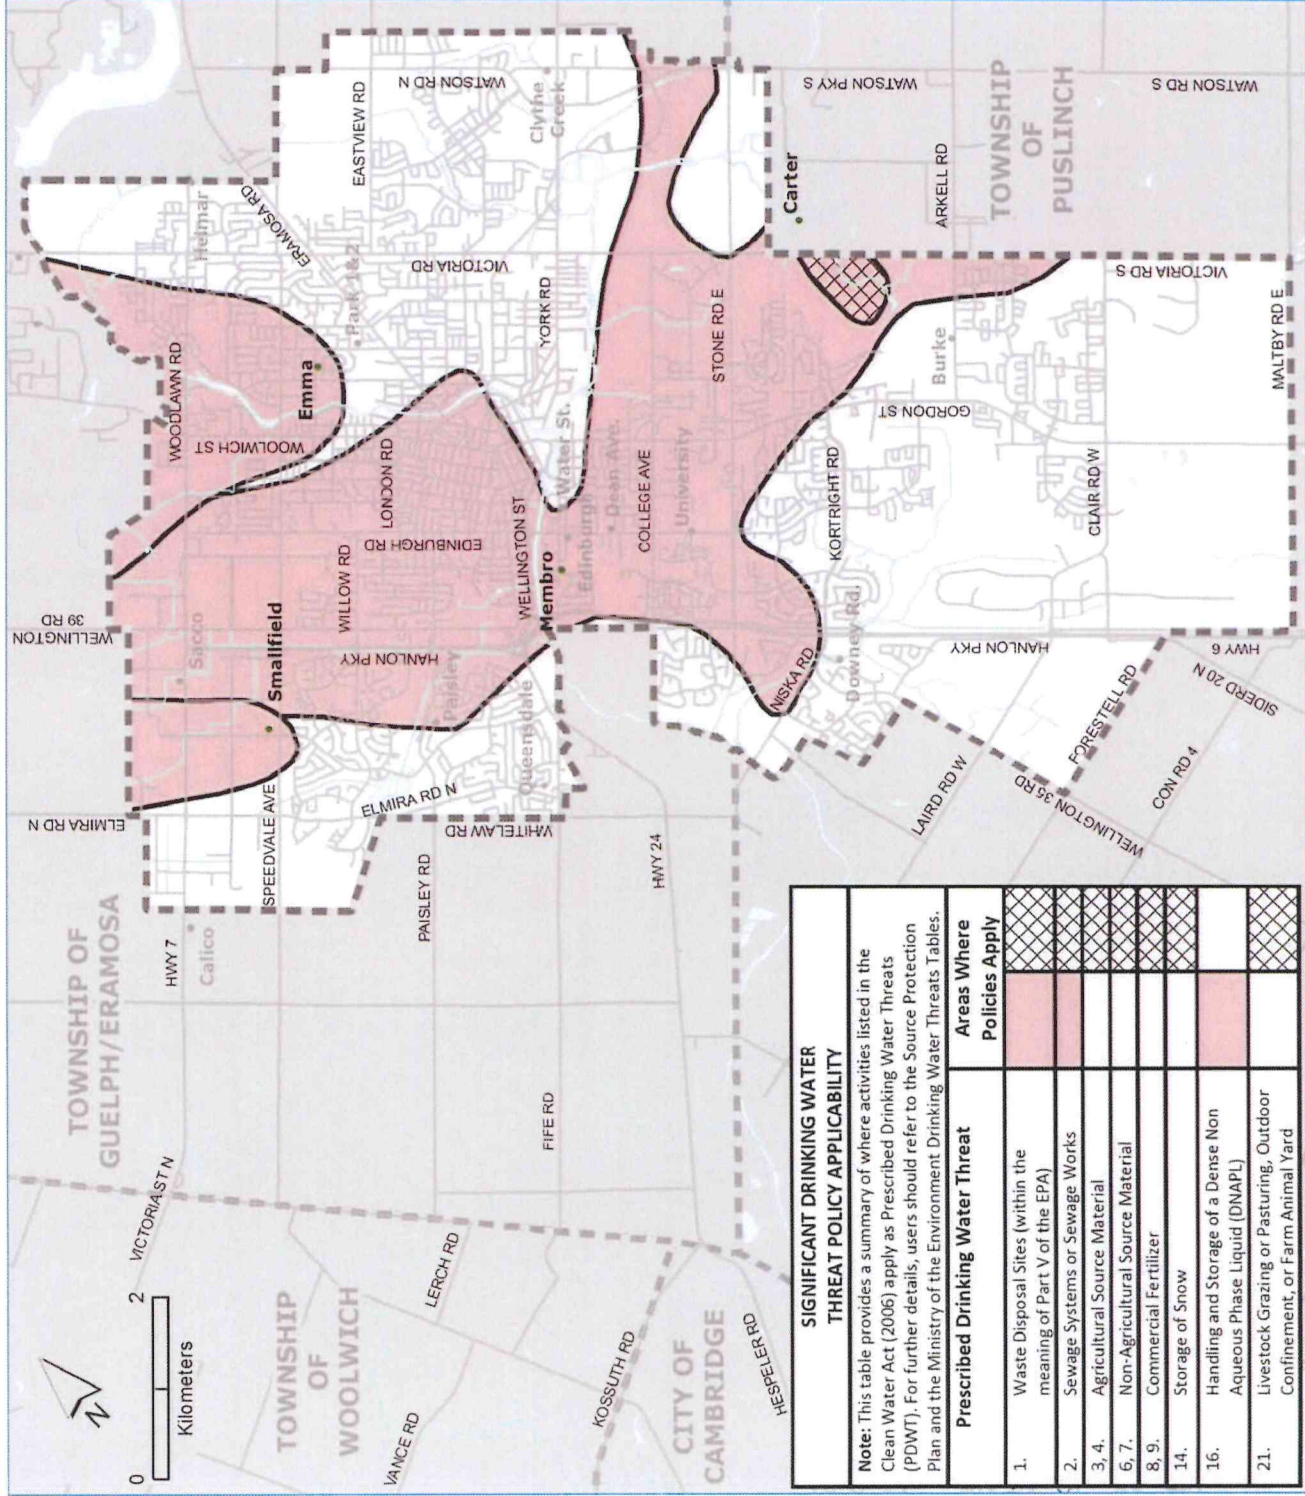 TOWNSHIP OF
GUELPH/ERAMOSA
TOWNSHIP
OF
WOOLWICH
CITY OF
CAMBRIDGE
TOWNSHIP
OF
PUSLINCH
0
2
Kilometers
N
VICTORIA ST N
LERCH RD
VANCE RD
KOSSUTH RD
HESPELER RD
HWY 7
Calico
PAISLEY RD
FIFE RD
HWY 24
ELMIRA RD N
SPEEDVALE AVE
ELMIRA RD N
WHITELAW RD
WELLINGTON
39 RD
Sacco
Smallfield
WILLOW RD
HANLON PKY
Paisley
Queensdale
LONDON RD
EDINBURGH RD
WELLINGTON ST
Membro
Water St.
Edinburgh
Dean Ave.
University
COLLEGE AVE
WOODLAWN RD
WOOLWICH ST
Emma
Helmar
ERAMOSA RD
Park 1&2
EASTVIEW RD
VICTORIA RD
YORK RD
WATSON RD N
Clythe
Creek
STONE RD E
Carter
WATSON PKY S
ARKELL RD
WATSON RD S
VICTORIA RD S
Burke
GORDON ST
KORTRIGHT RD
NISKA RD
Downey Rd.
HANLON PKY
CLAIR RD W
MALTBY RD E
LAIRD RD W
FORESTELL RD
WELLINGTON 35 RD
CON RD 4
SIDERD 20 N
HWY 6
SIGNIFICANT DRINKING WATER
THREAT POLICY APPLICABILITY
Note: This table provides a summary of where activities listed in the
Clean Water Act (2006) apply as Prescribed Drinking Water Threats
(PDWT). For further details, users should refer to the Source Protection
Plan and the Ministry of the Environment Drinking Water Threats Tables.
Prescribed Drinking Water Threat
Areas Where
Policies Apply
1. Waste Disposal Sites (within the
meaning of Part V of the EPA)
2. Sewage Systems or Sewage Works
3, 4. Agricultural Source Material
6, 7. Non-Agricultural Source Material
8, 9. Commercial Fertilizer
14. Storage of Snow
16. Handling and Storage of a Dense Non
Aqueous Phase Liquid (DNAPL)
21. Livestock Grazing or Pasturing, Outdoor
Confinement, or Farm Animal Yard